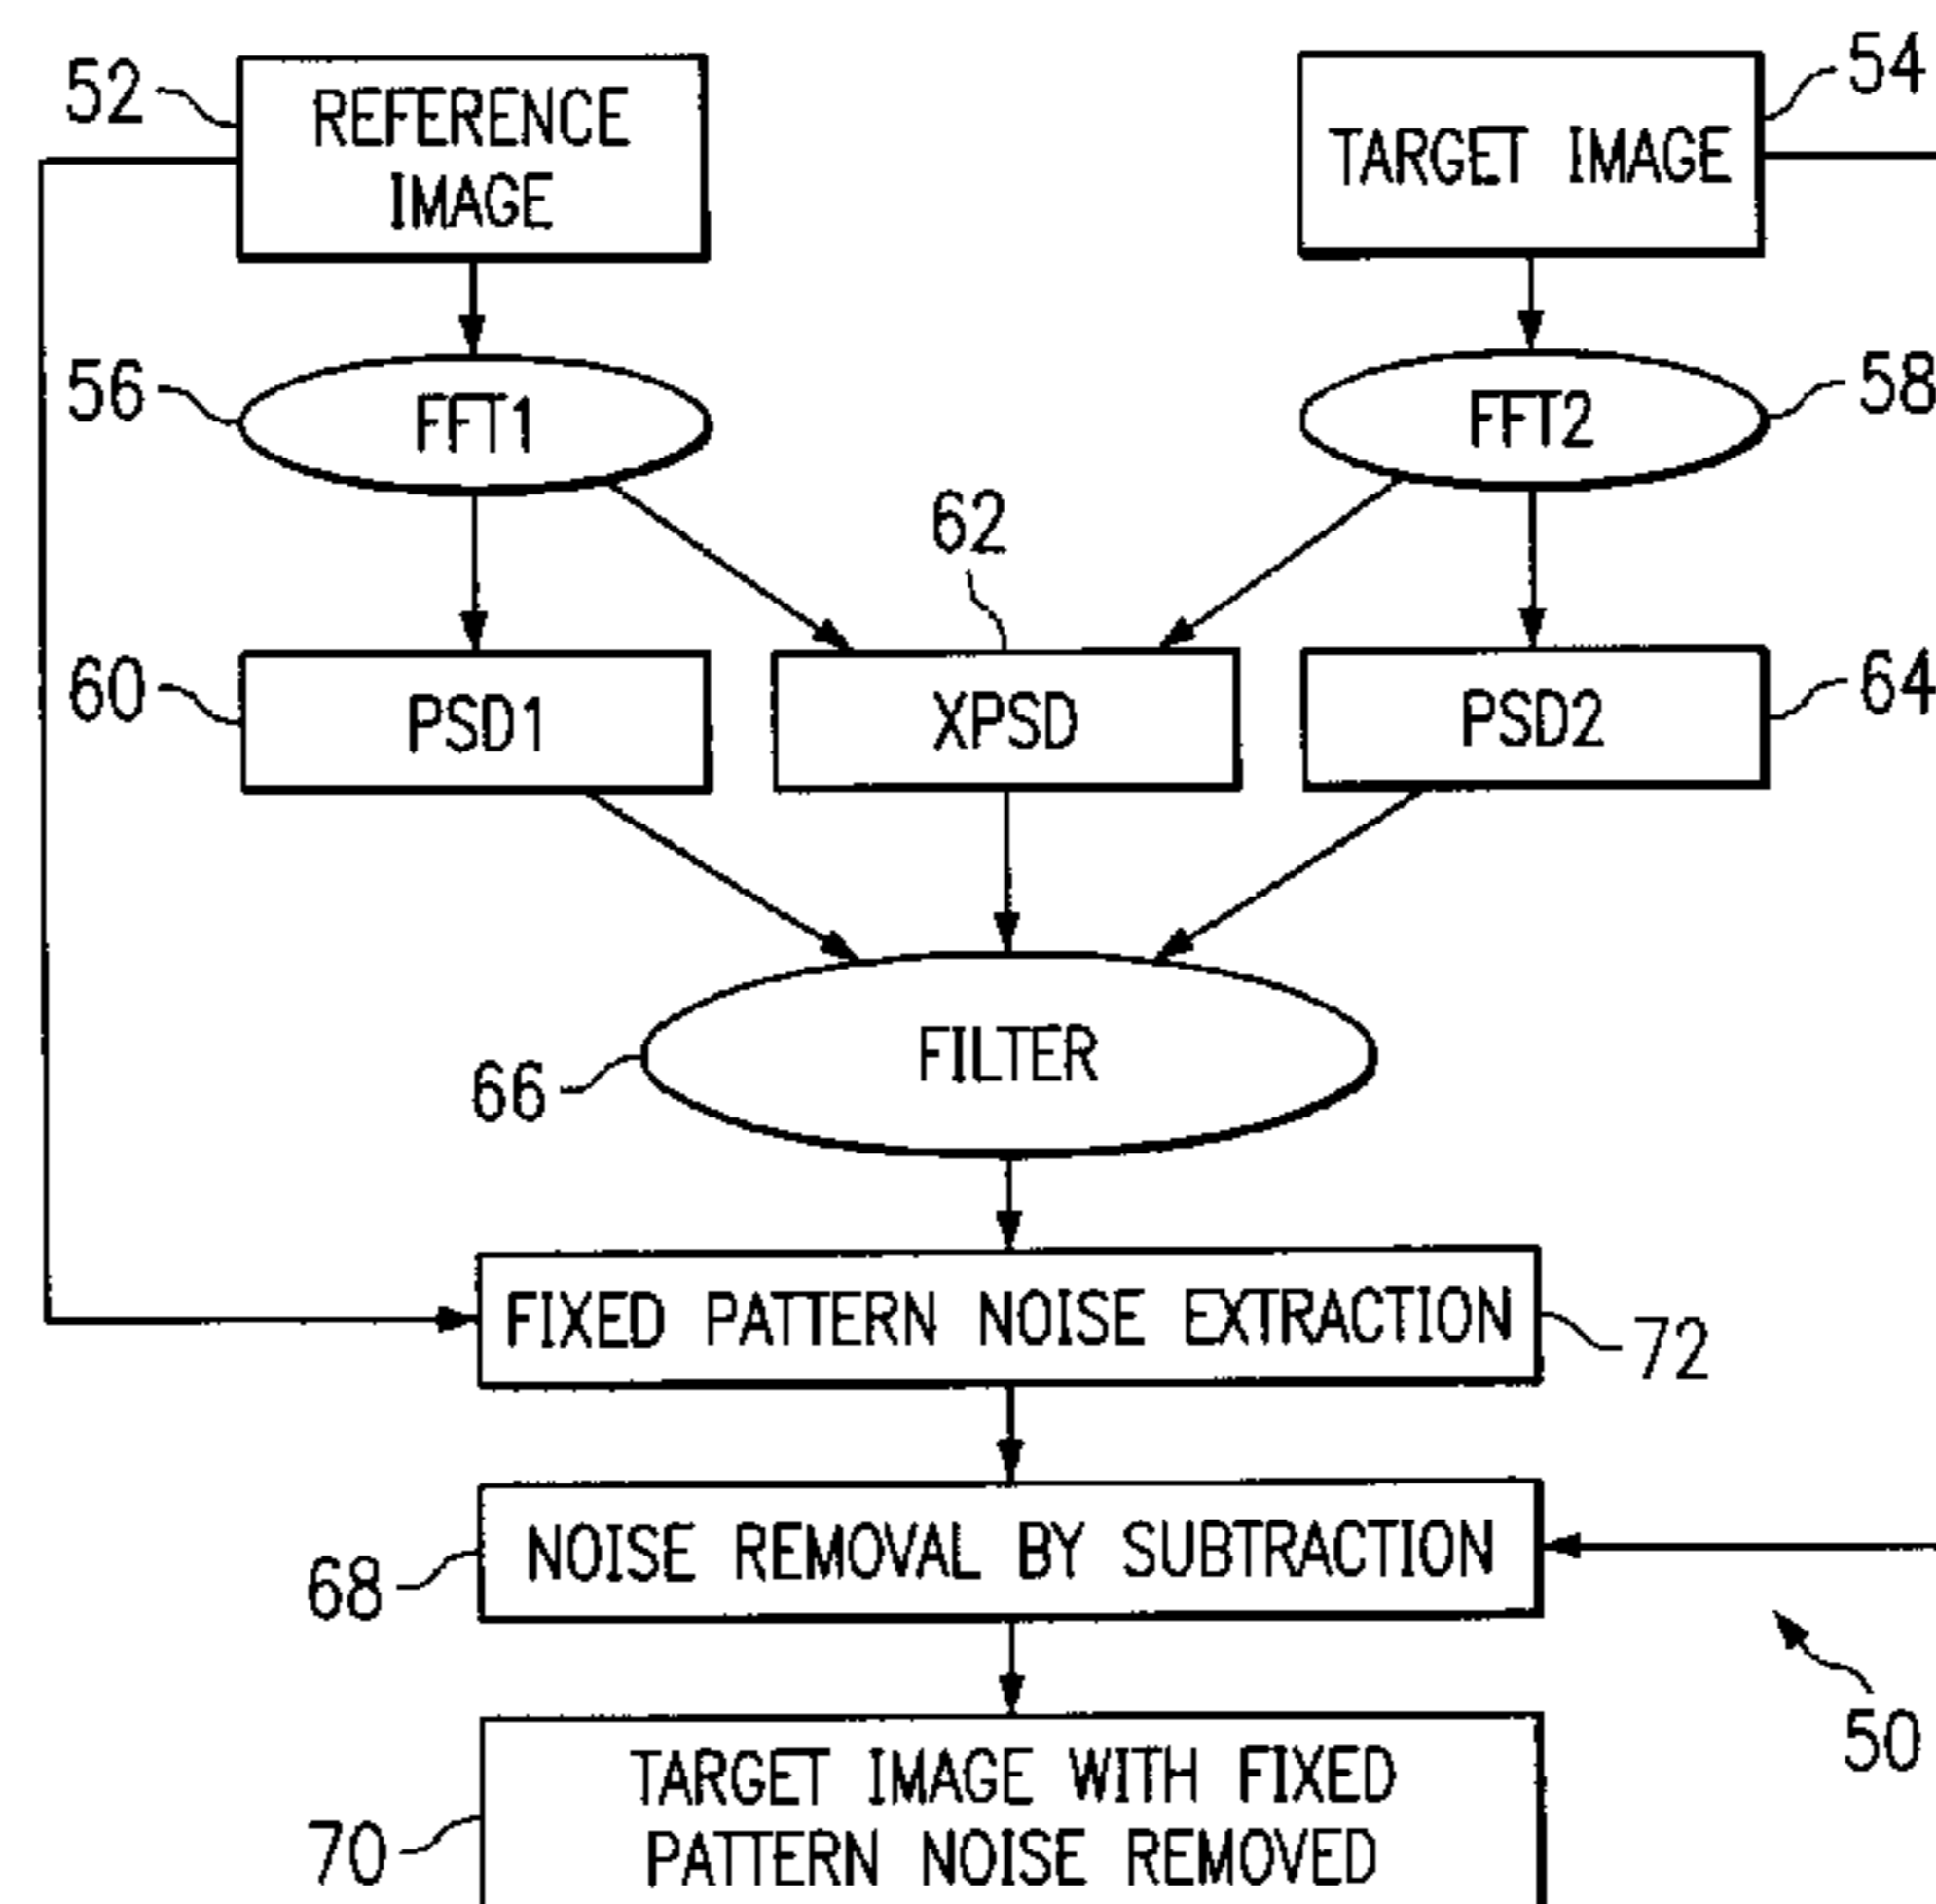 52
REFERENCE
IMAGE
54
TARGET IMAGE
56
FFT1
58
FFT2
62
60
PSD1
XPSD
PSD2
64
66
FILTER
FIXED PATTERN NOISE EXTRACTION
72
NOISE REMOVAL BY SUBTRACTION
68
50
TARGET IMAGE WITH FIXED
PATTERN NOISE REMOVED
70